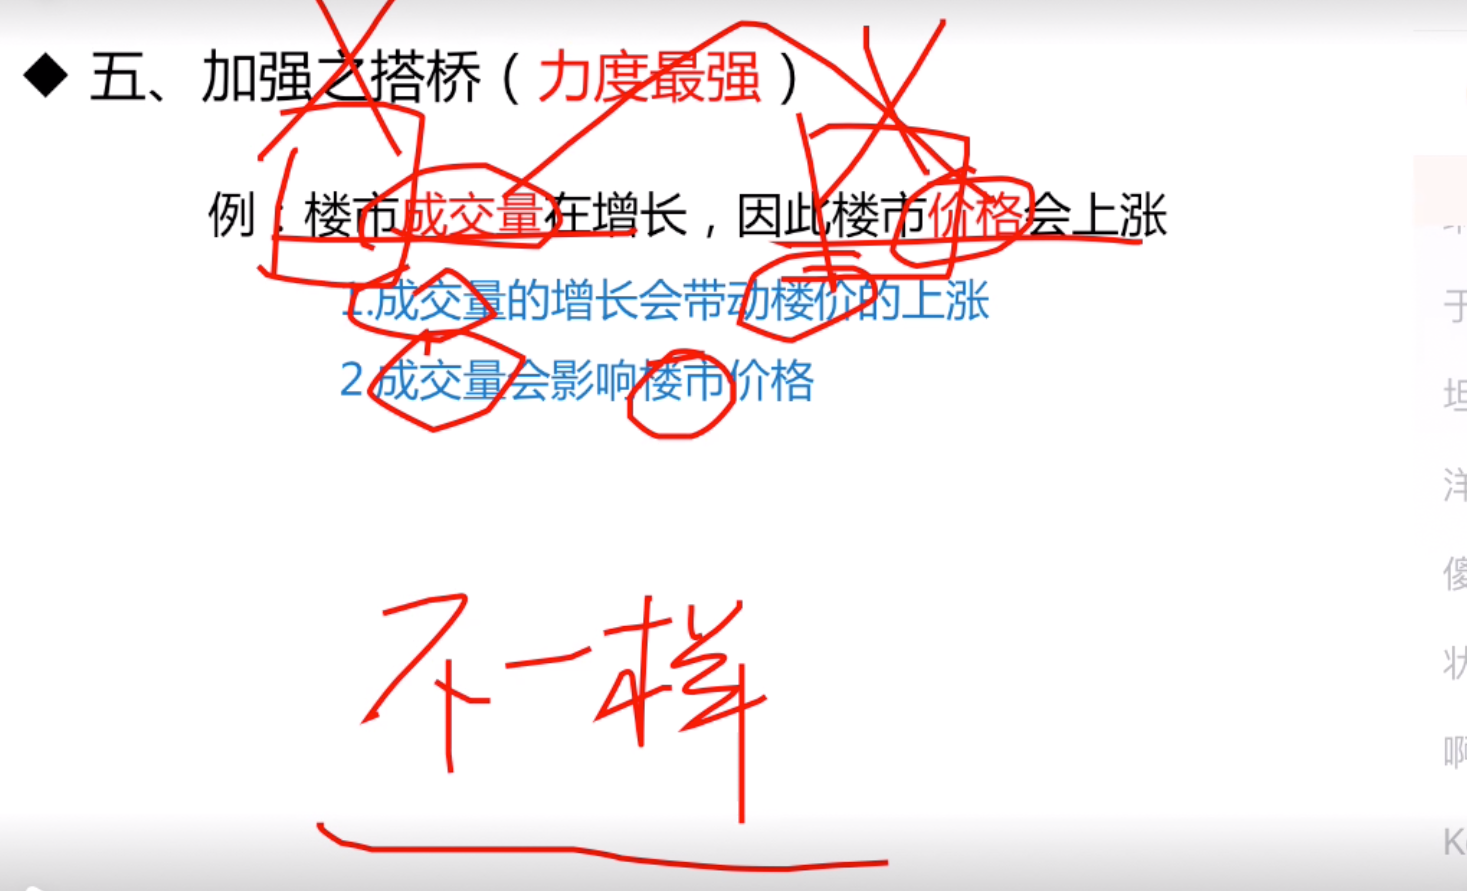 ◆ 五、加强之搭桥（力度最强）
例：楼市成交量在增长，因此楼市价格会上涨
1.成交量的增长会带动楼价的上涨
2.成交量会影响楼市价格
不一样
于
坦
洋
傻
状
啊
K